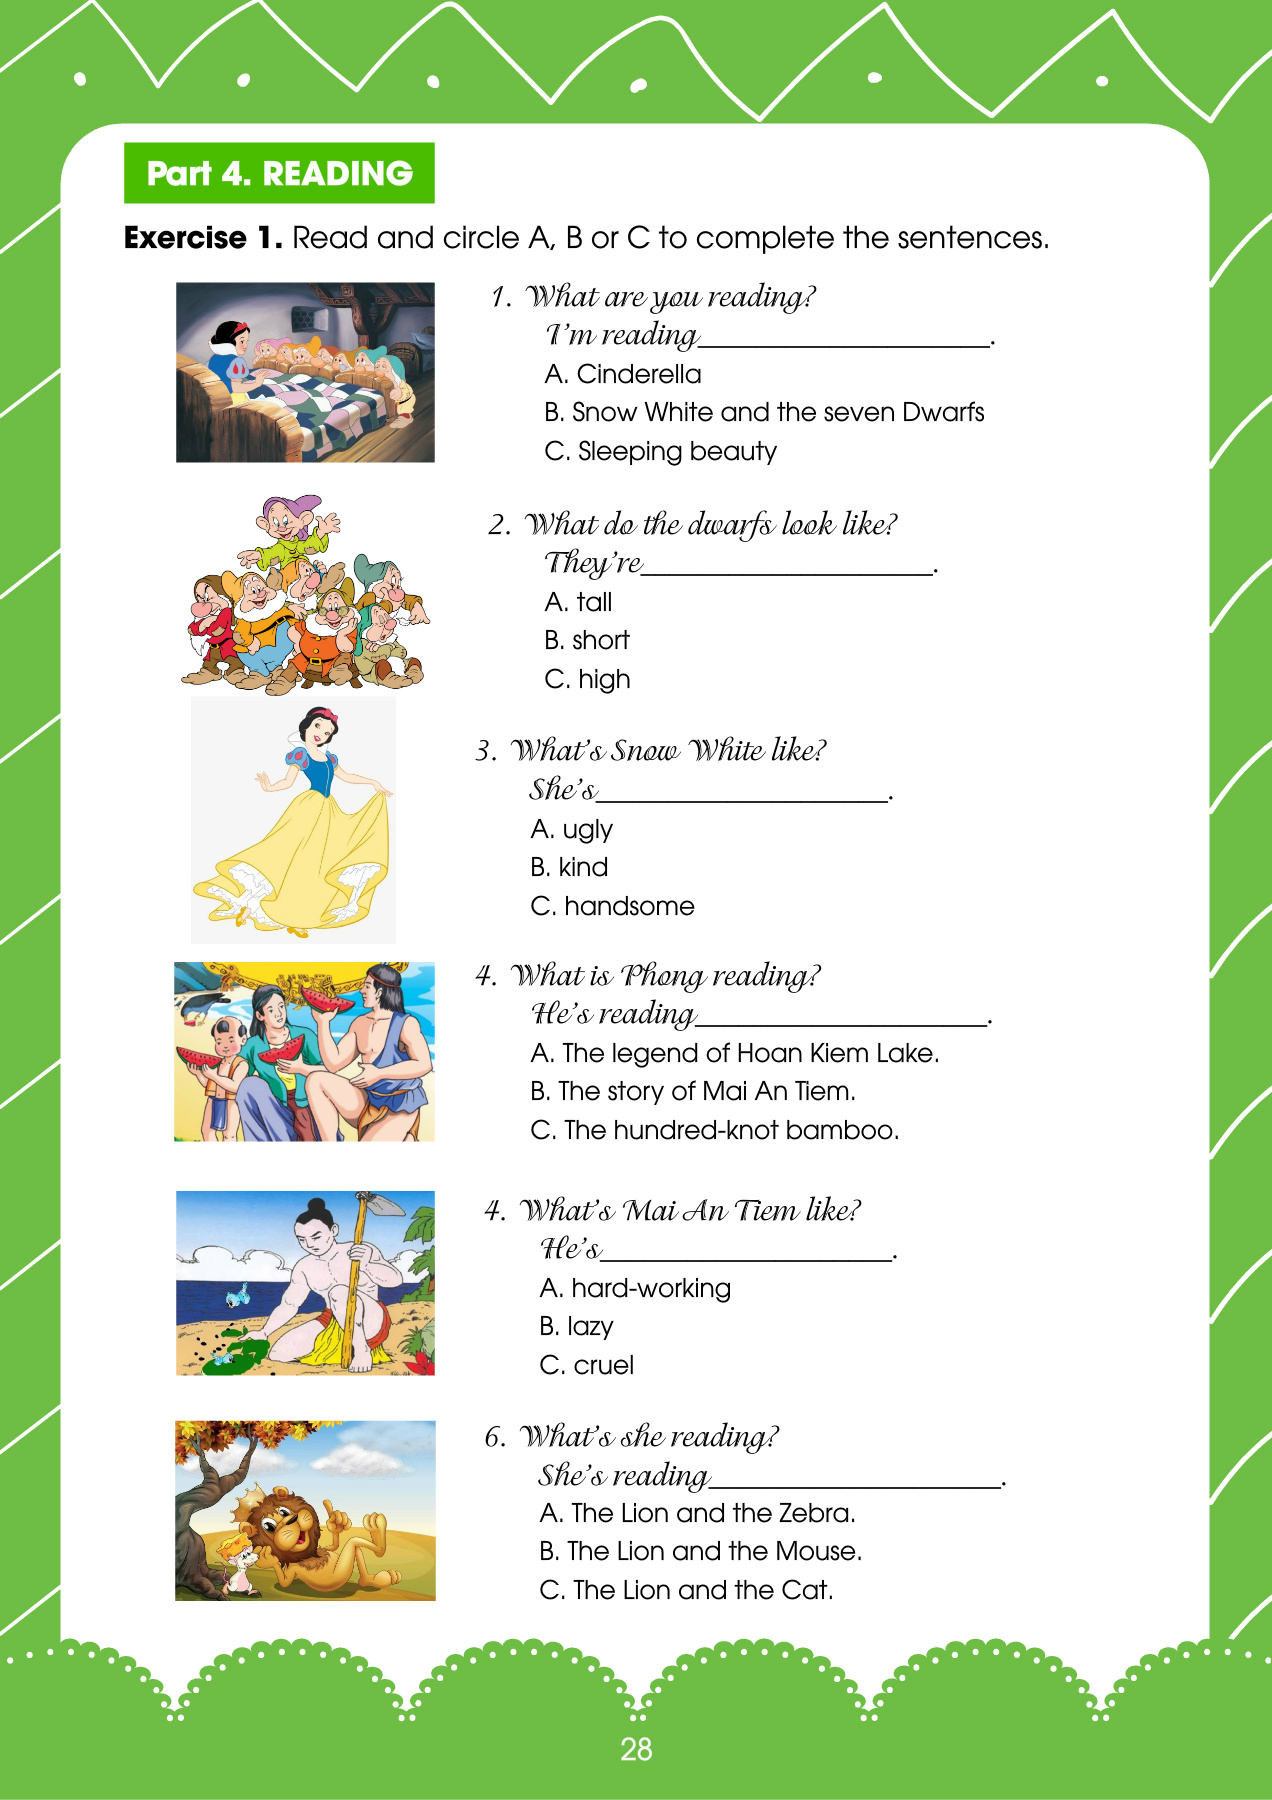 Part 4. READING
Exercise 1. Read and circle A, B or C to complete the sentences.
1. What are you reading?
I'm reading____________________.
A. Cinderella
B. Snow White and the seven Dwarfs
C. Sleeping beauty
2. What do the dwarfs look like?
They're____________________.
A. tall
B. short
C. high
3. What's Snow White like?
She's____________________.
A. ugly
B. kind
C. handsome
4. What is Phong reading?
He's reading____________________.
A. The legend of Hoan Kiem Lake.
B. The story of Mai An Tiem.
C. The hundred-knot bamboo.
4. What's Mai An Tiem like?
He's____________________.
A. hard-working
B. lazy
C. cruel
6. What's she reading?
She's reading____________________.
A. The Lion and the Zebra.
B. The Lion and the Mouse.
C. The Lion and the Cat.
28